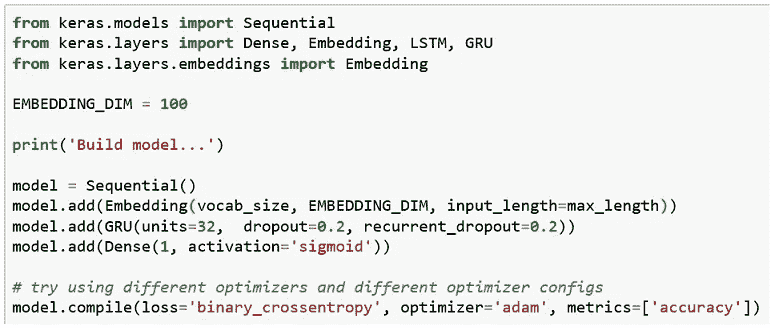 from keras.models import Sequential
from keras.layers import Dense, Embedding, LSTM, GRU
from keras.layers.embeddings import Embedding
EMBEDDING_DIM = 100
print('Build model...')
model = Sequential()
model.add(Embedding(vocab_size, EMBEDDING_DIM, input_length=max_length))
model.add(GRU(units=32,  dropout=0.2, recurrent_dropout=0.2))
model.add(Dense(1, activation='sigmoid'))
# try using different optimizers and different optimizer configs
model.compile(loss='binary_crossentropy', optimizer='adam', metrics=['accuracy'])